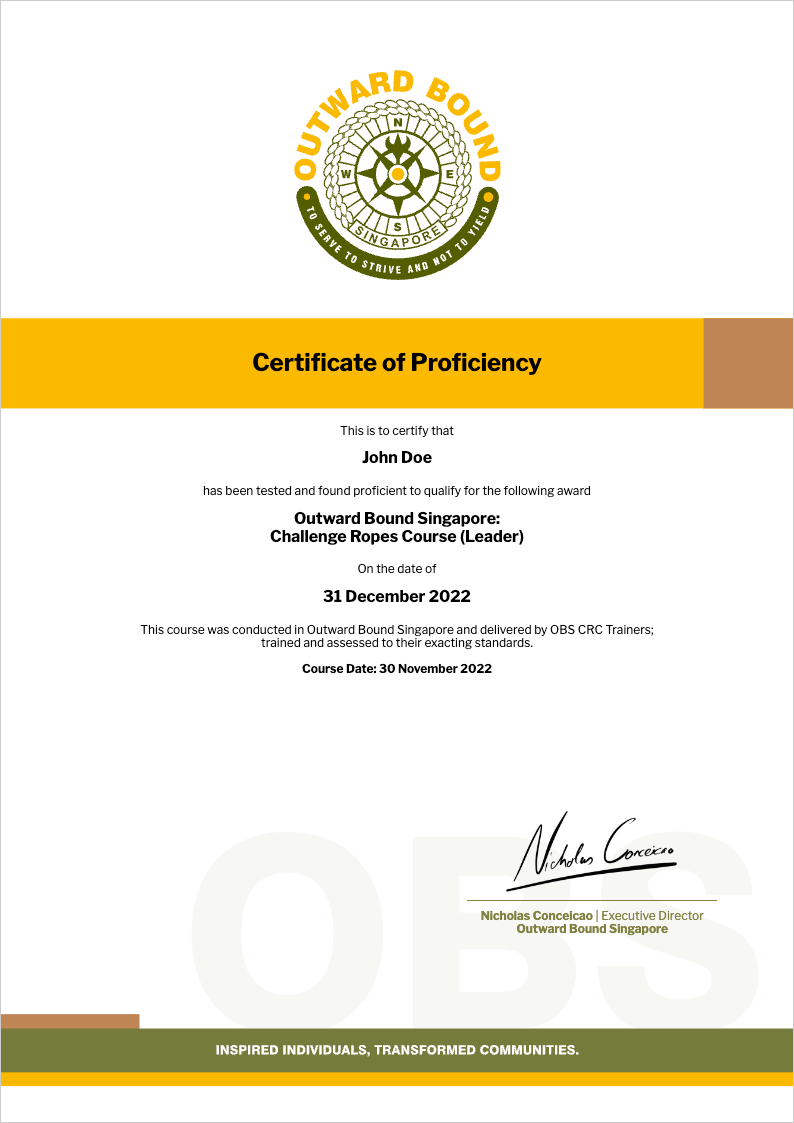 OUTWARD BOUND
N
W
E
S
SINGAPORE
TO SERVE TO STRIVE AND NOT TO YIELD
Certificate of Proficiency
This is to certify that
John Doe
has been tested and found proficient to qualify for the following award
Outward Bound Singapore:
Challenge Ropes Course (Leader)
On the date of
31 December 2022
This course was conducted in Outward Bound Singapore and delivered by OBS CRC Trainers;
trained and assessed to their exacting standards.
Course Date: 30 November 2022
OBS
Nicholas Conceicao
Nicholas Conceicao | Executive Director
Outward Bound Singapore
INSPIRED INDIVIDUALS, TRANSFORMED COMMUNITIES.